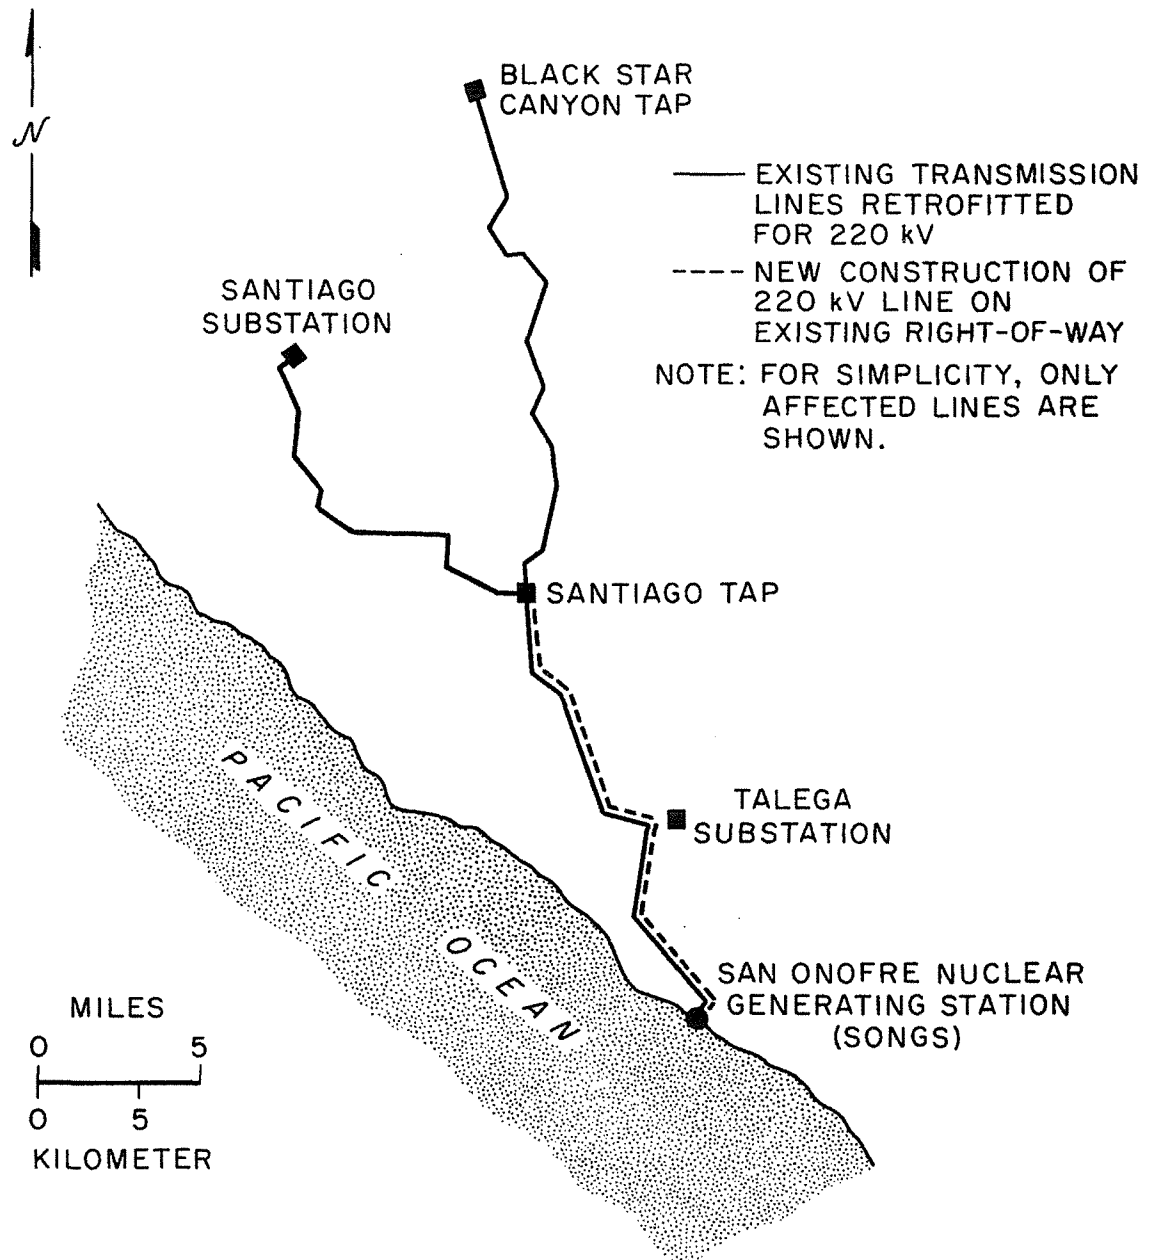 BLACK STAR
CANYON TAP
N
EXISTING TRANSMISSION
LINES RETROFITTED
FOR 220 kV
NEW CONSTRUCTION OF
220 kV LINE ON
EXISTING RIGHT-OF-WAY
NOTE: FOR SIMPLICITY, ONLY
AFFECTED LINES ARE
SHOWN.
SANTIAGO
SUBSTATION
SANTIAGO TAP
TALEGA
SUBSTATION
PACIFIC
OCEAN
SAN ONOFRE NUCLEAR
GENERATING STATION
(SONGS)
MILES
0 5
0 5
KILOMETER